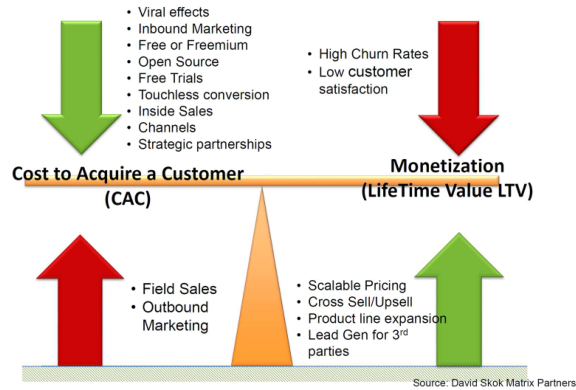 • Viral effects
• Inbound Marketing
• Free or Freemium
• Open Source
• Free Trials
• Touchless conversion
• Inside Sales
• Channels
• Strategic partnerships
• High Churn Rates
• Low customer
satisfaction
Cost to Acquire a Customer
(CAC)
Monetization
(LifeTime Value LTV)
• Field Sales
• Outbound
Marketing
• Scalable Pricing
• Cross Sell/Upsell
• Product line expansion
• Lead Gen for 3rd
parties
Source: David Skok Matrix Partners